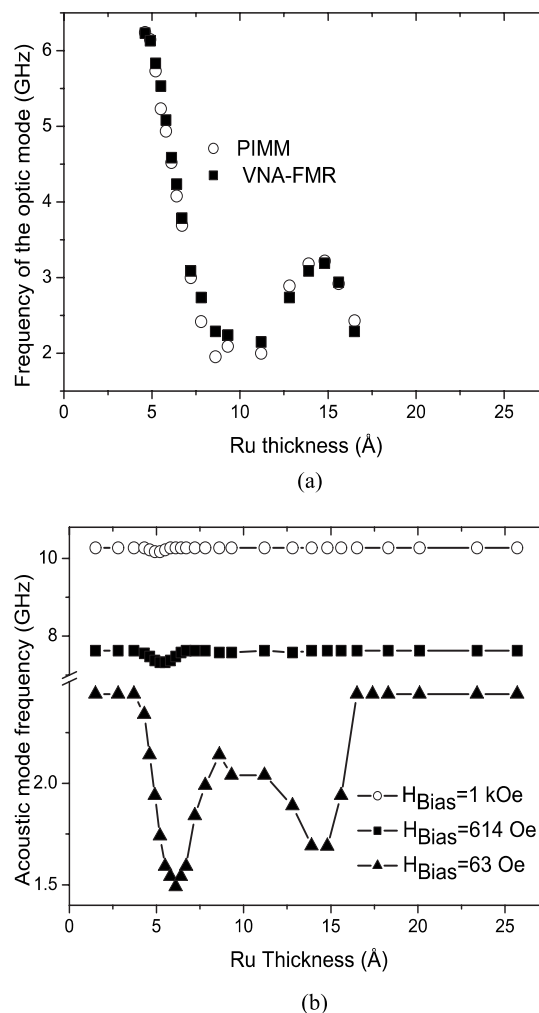 Frequency of the optic mode (GHz)
6
5
4
3
2
PIMM
VNA-FMR
0 5 10 15 20 25
Ru thickness (Å)
(a)
Acoustic mode frequency (GHz)
10
8
2.0
1.5
H_Bias=1 kOe
H_Bias=614 Oe
H_Bias=63 Oe
0 5 10 15 20 25
Ru Thickness (Å)
(b)